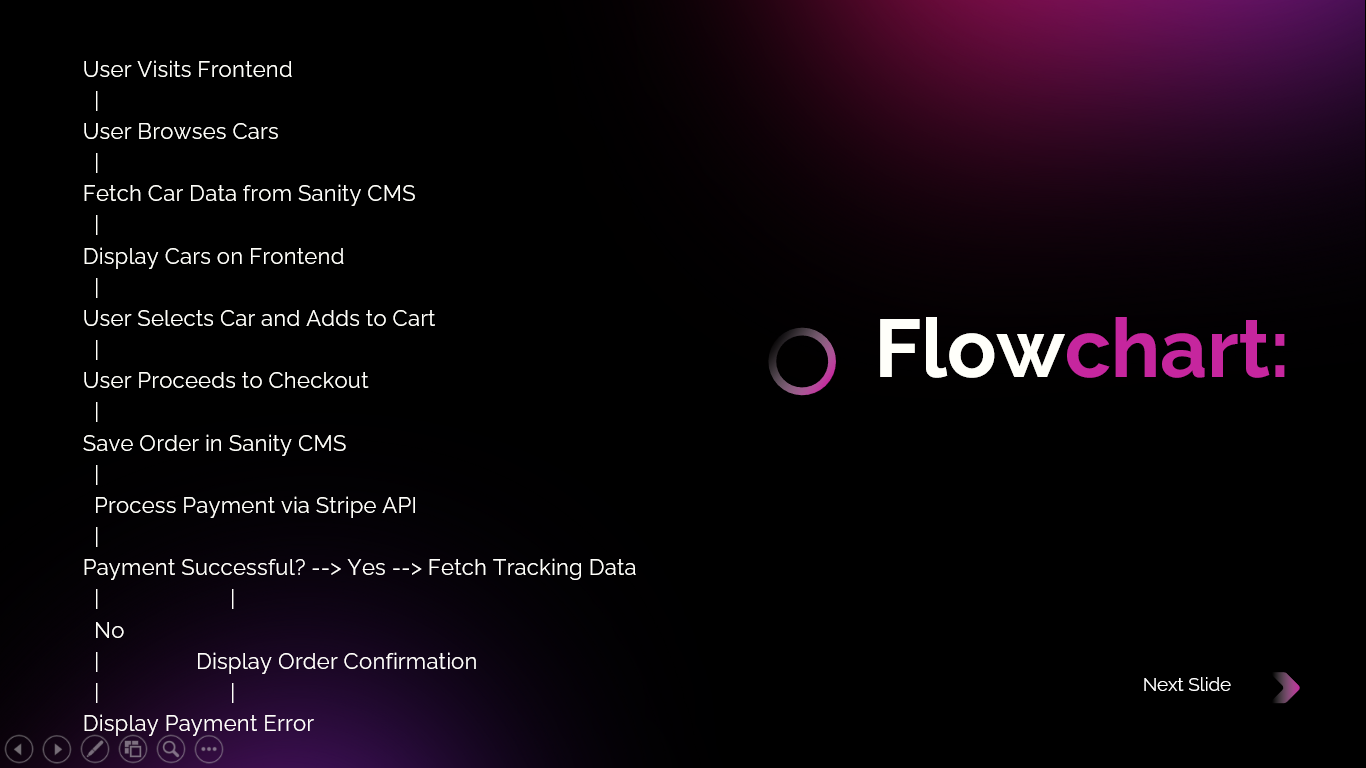 User Visits Frontend
|
User Browses Cars
|
Fetch Car Data from Sanity CMS
|
Display Cars on Frontend
|
User Selects Car and Adds to Cart
|
User Proceeds to Checkout
|
Save Order in Sanity CMS
|
Process Payment via Stripe API
|
Payment Successful? --> Yes --> Fetch Tracking Data
| |
No
| Display Order Confirmation
| |
Display Payment Error
Flowchart:
Next Slide